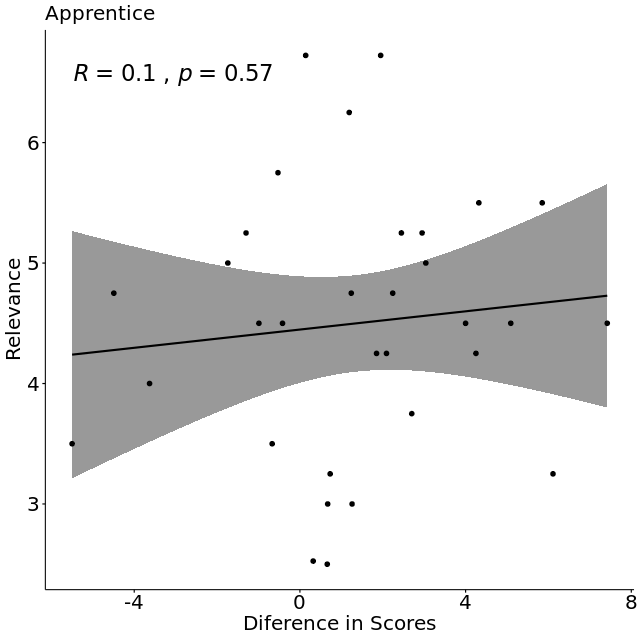 Apprentice
R = 0.1 , p = 0.57
6
5
4
3
Relevance
-4 0 4 8
Diference in Scores